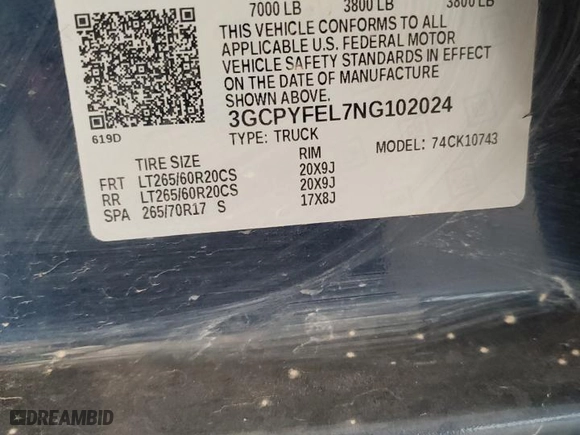 7000 LB 3800 LB 3800 LB
THIS VEHICLE CONFORMS TO ALL
APPLICABLE U.S. FEDERAL MOTOR
VEHICLE SAFETY STANDARDS IN EFFECT
ON THE DATE OF MANUFACTURE
SHOWN ABOVE.
3GCPYFEL7NG102024
619D
TYPE: TRUCK
MODEL: 74CK10743
TIRE SIZE RIM
FRT LT265/60R20CS 20X9J
RR LT265/60R20CS 20X9J
SPA 265/70R17 S 17X8J
DREAMBID